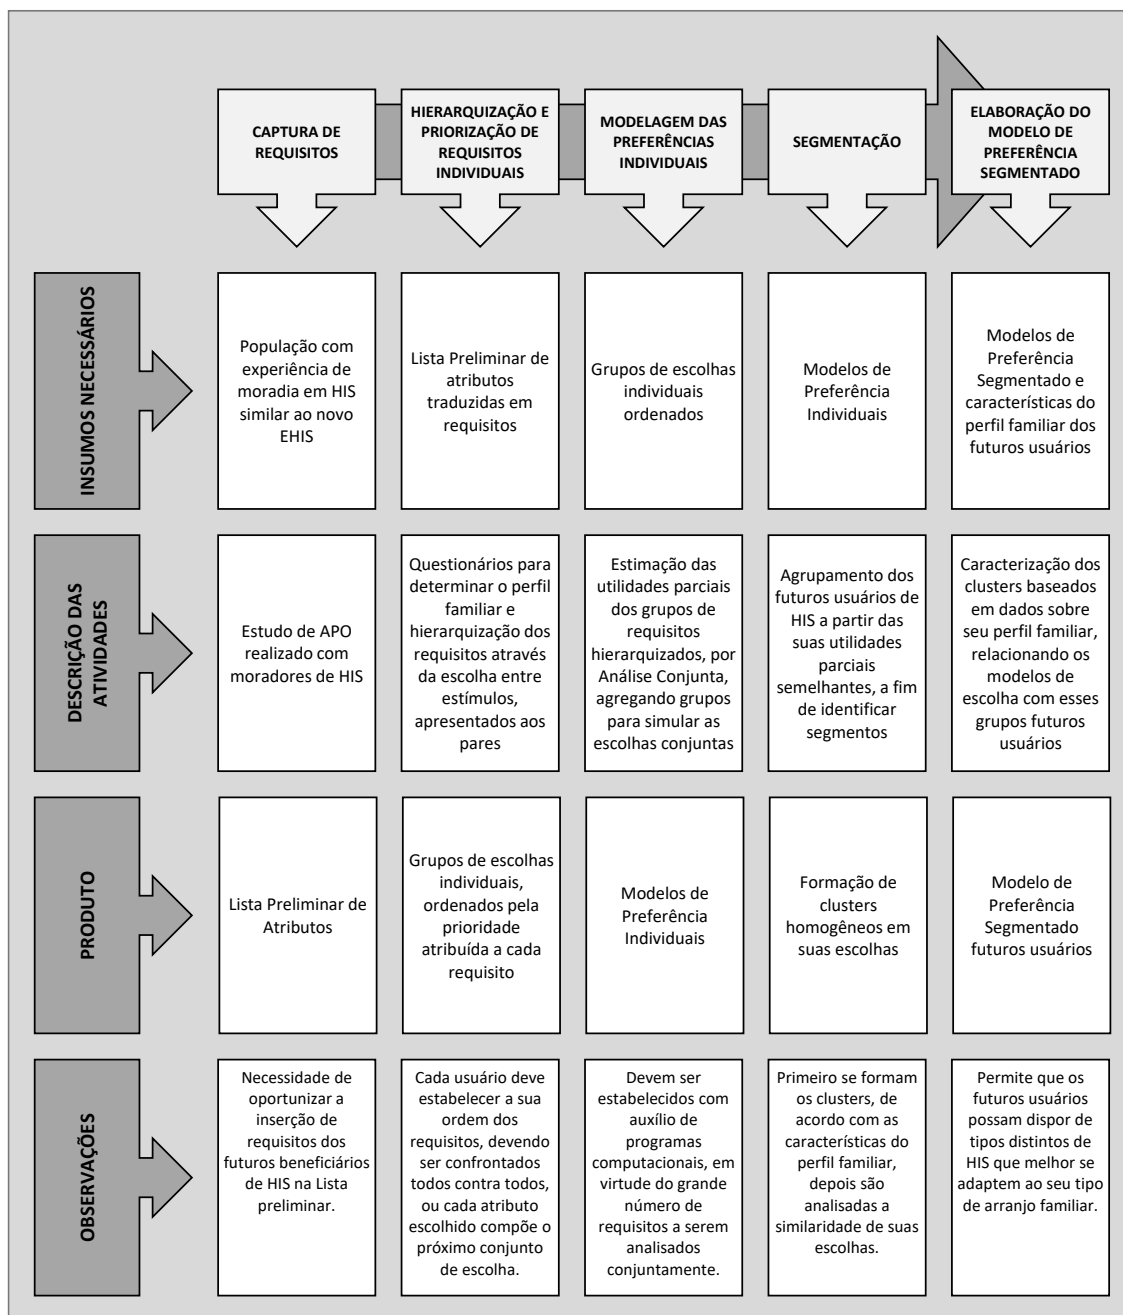 CAPTURA DE
REQUISITOS
HIERARQUIZAÇÃO E
PRIORIZAÇÃO DE
REQUISITOS
INDIVIDUAIS
MODELAGEM DAS
PREFERÊNCIAS
INDIVIDUAIS
SEGMENTAÇÃO
ELABORAÇÃO DO
MODELO DE
PREFERÊNCIA
SEGMENTADO
INSUMOS NECESSÁRIOS
População com
experiência de
moradia em HIS
similar ao novo
EHIS
Lista Preliminar de
atributos
traduzidas em
requisitos
Grupos de escolhas
individuais
ordenados
Modelos de
Preferência
Individuais
Modelos de
Preferência
Segmentado e
características do
perfil familiar dos
futuros usuários
DESCRIÇÃO DAS
ATIVIDADES
Estudo de APO
realizado com
moradores de HIS
Questionários para
determinar o perfil
familiar e
hierarquização dos
requisitos através
da escolha entre
estímulos,
apresentados aos
pares
Estimação das
utilidades parciais
dos grupos de
requisitos
hierarquizados, por
Análise Conjunta,
agregando grupos
para simular as
escolhas conjuntas
Agrupamento dos
futuros usuários de
HIS a partir das
suas utilidades
parciais
semelhantes, a fim
de identificar
segmentos
Caracterização dos
clusters baseados
em dados sobre
seu perfil familiar,
relacionando os
modelos de
escolha com esses
grupos futuros
usuários
PRODUTO
Lista Preliminar de
Atributos
Grupos de escolhas
individuais,
ordenados pela
prioridade
atribuída a cada
requisito
Modelos de
Preferência
Individuais
Formação de
clusters
homogêneos em
suas escolhas
Modelo de
Preferência
Segmentado
futuros usuários
OBSERVAÇÕES
Necessidade de
oportunizar a
inserção de
requisitos dos
futuros beneficiários
de HIS na Lista
preliminar.
Cada usuário deve
estabelecer a sua
ordem dos
requisitos, devendo
ser confrontados
todos contra todos,
ou cada atributo
escolhido compõe o
próximo conjunto
de escolha.
Devem ser
estabelecidos com
auxílio de
programas
computacionais, em
virtude do grande
número de
requisitos a serem
analisados
conjuntamente.
Primeiro se formam
os clusters, de
acordo com as
características do
perfil familiar,
depois são
analisadas a
similaridade de suas
escolhas.
Permite que os
futuros usuários
possam dispor de
tipos distintos de
HIS que melhor se
adaptem ao seu tipo
de arranjo familiar.